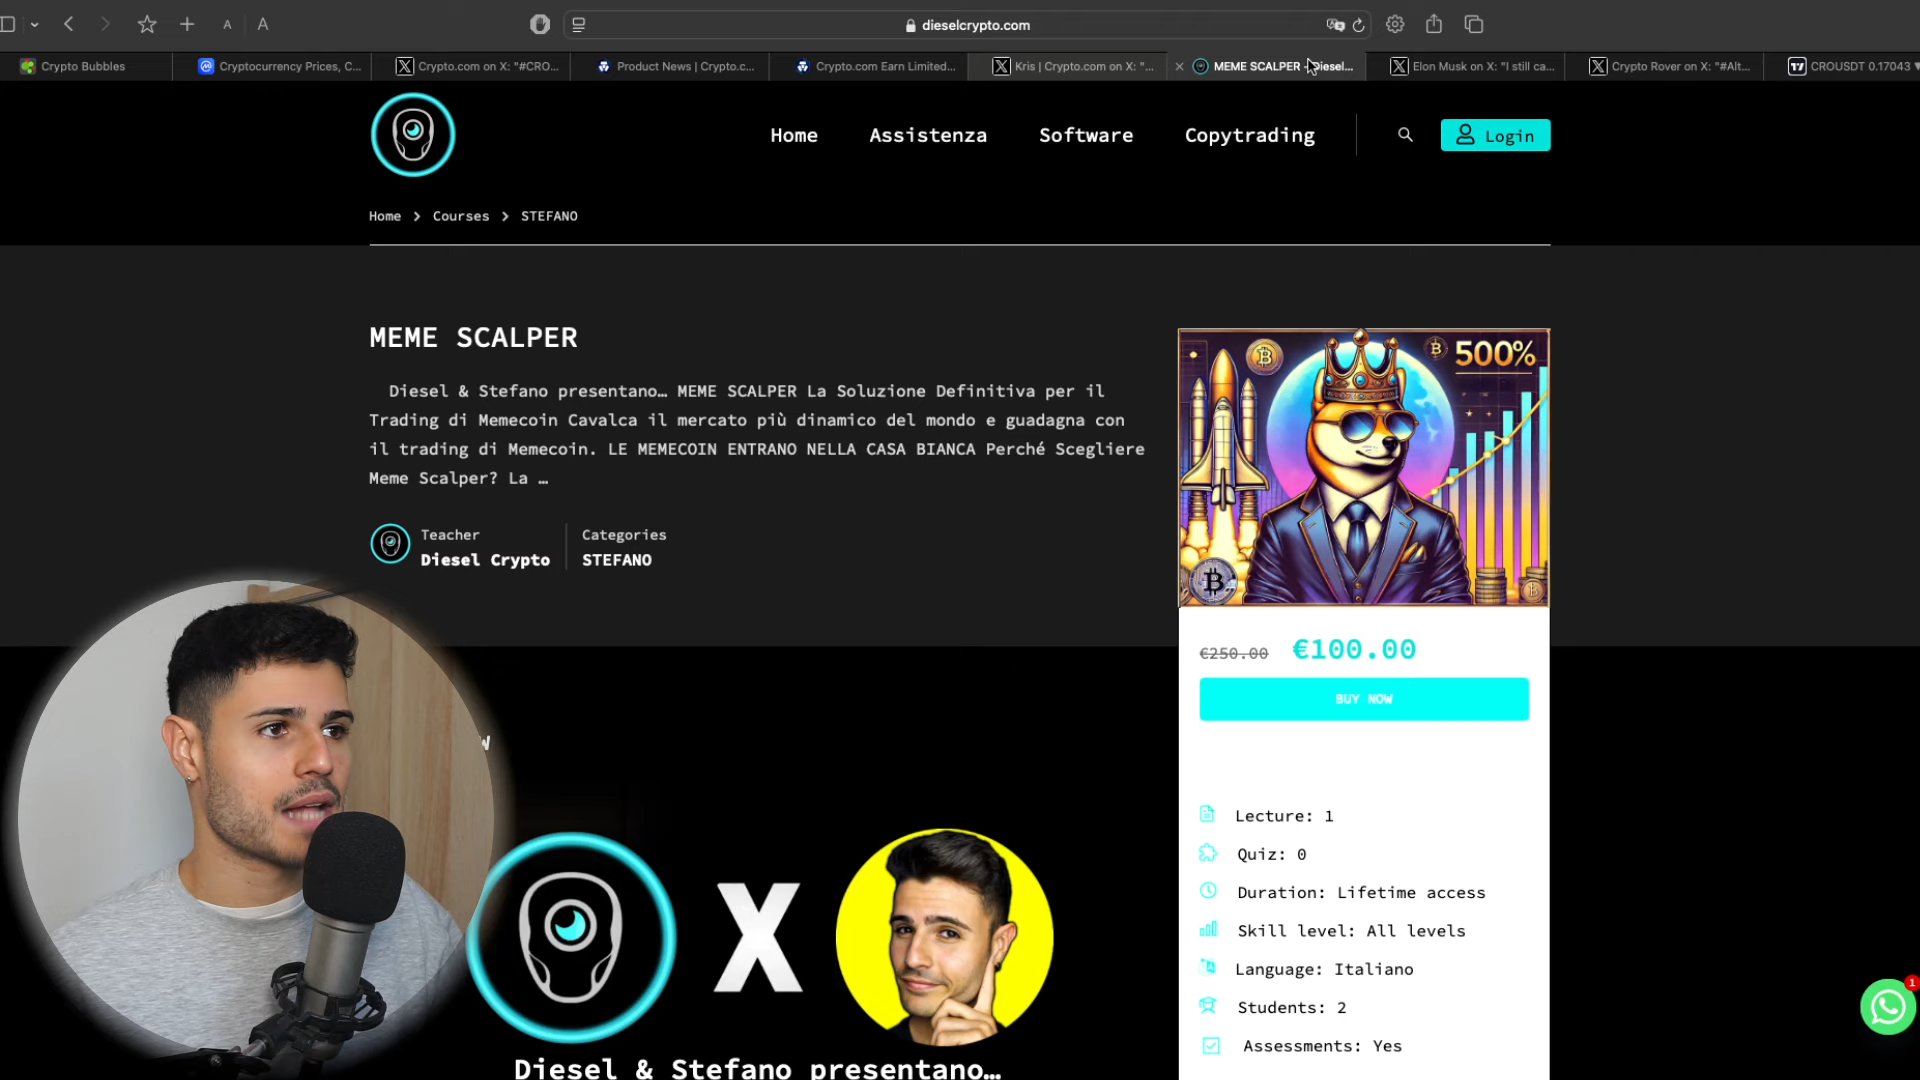 dieselcrypto.com
Crypto Bubbles
Cryptocurrency Prices, C...
Crypto.com on X: "#CRO...
Product News | Crypto.c...
Crypto.com Earn Limited...
Kris | Crypto.com on X: "...
MEME SCALPER - Diesel...
Elon Musk on X: "I still ca...
Crypto Rover on X: "#Alt...
CROUSDT 0.17043
Home
Assistenza
Software
Copytrading
Login
Home > Courses > STEFANO
MEME SCALPER
Diesel & Stefano presentano… MEME SCALPER La Soluzione Definitiva per il
Trading di Memecoin Cavalca il mercato più dinamico del mondo e guadagna con
il trading di Memecoin. LE MEMECOIN ENTRANO NELLA CASA BIANCA Perché Scegliere
Meme Scalper? La …
Teacher
Diesel Crypto
Categories
STEFANO
500%
€250.00 €100.00
BUY NOW
Lecture: 1
Quiz: 0
Duration: Lifetime access
Skill level: All levels
Language: Italiano
Students: 2
Assessments: Yes
X
Diesel & Stefano presentano…
1